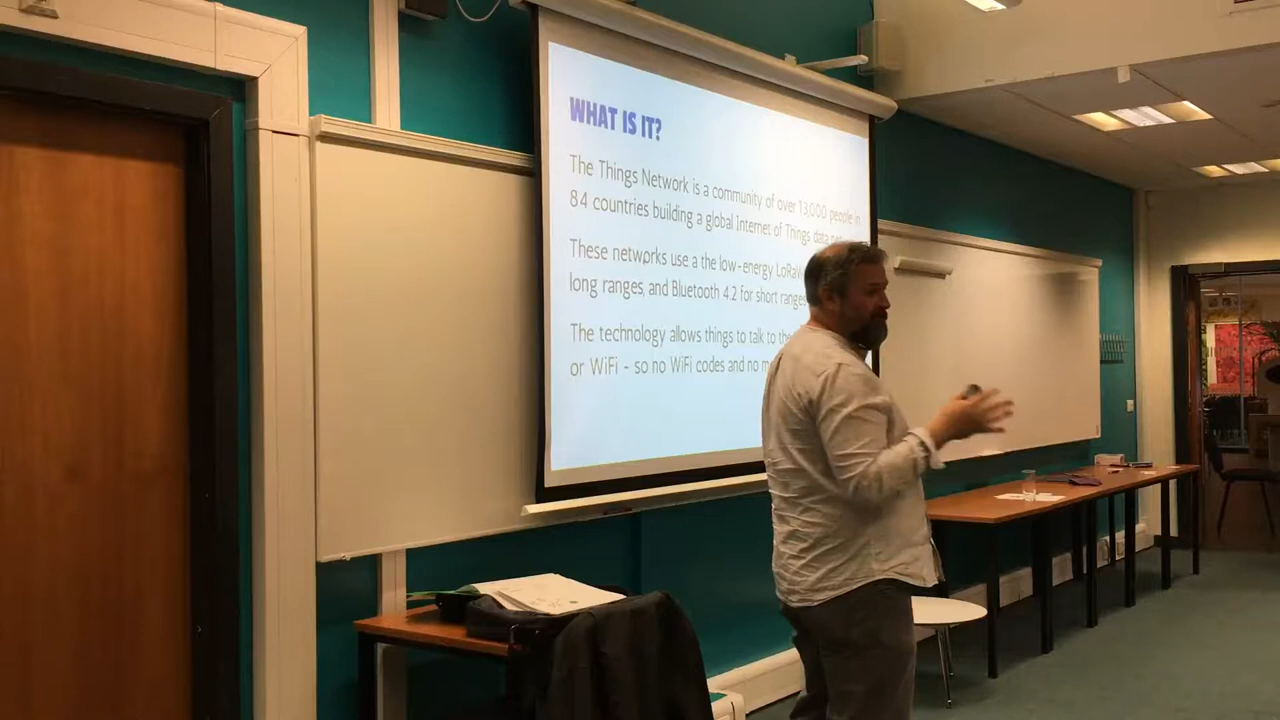 WHAT IS IT?
The Things Network is a community of over 13,000 people in
84 countries building a global Internet of Things data
These networks use a the low-energy
long ranges, and Bluetooth 4.2 for short ranges
The technology allows things to talk to
or WiFi - so no WiFi codes and no